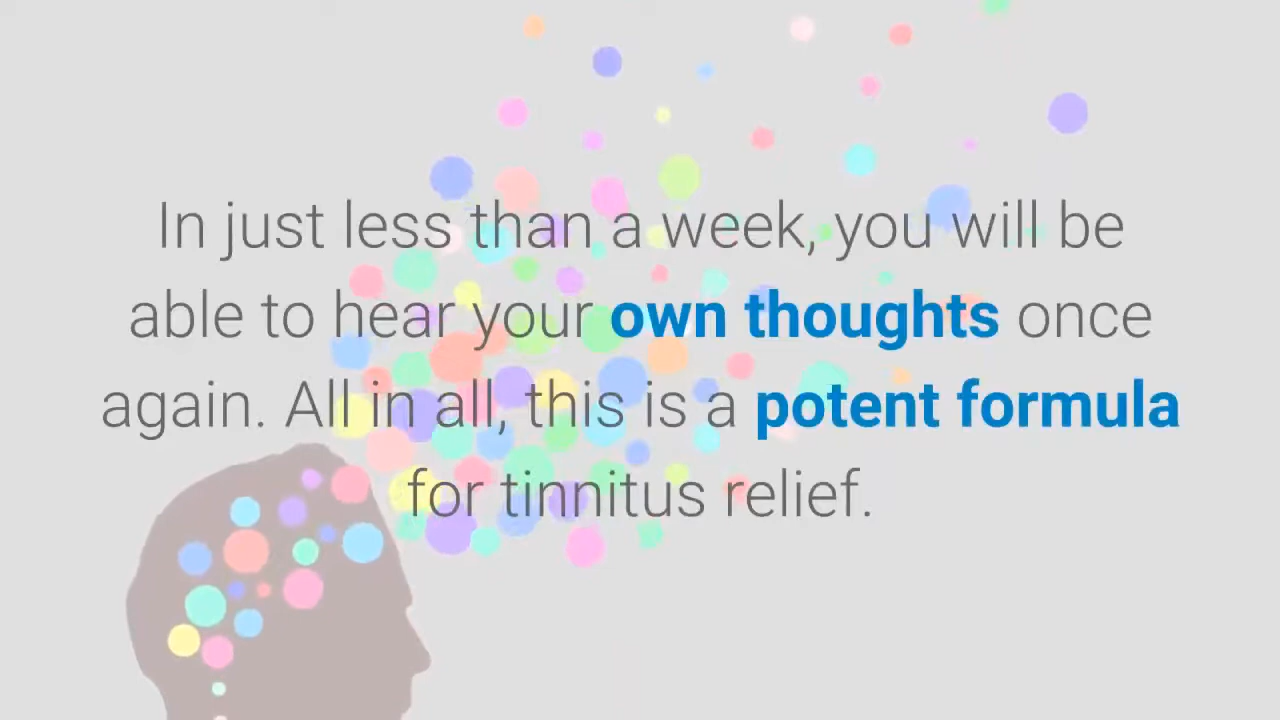 In just less than a week, you will be
able to hear your own thoughts once
again. All in all, this is a potent formula
for tinnitus relief.